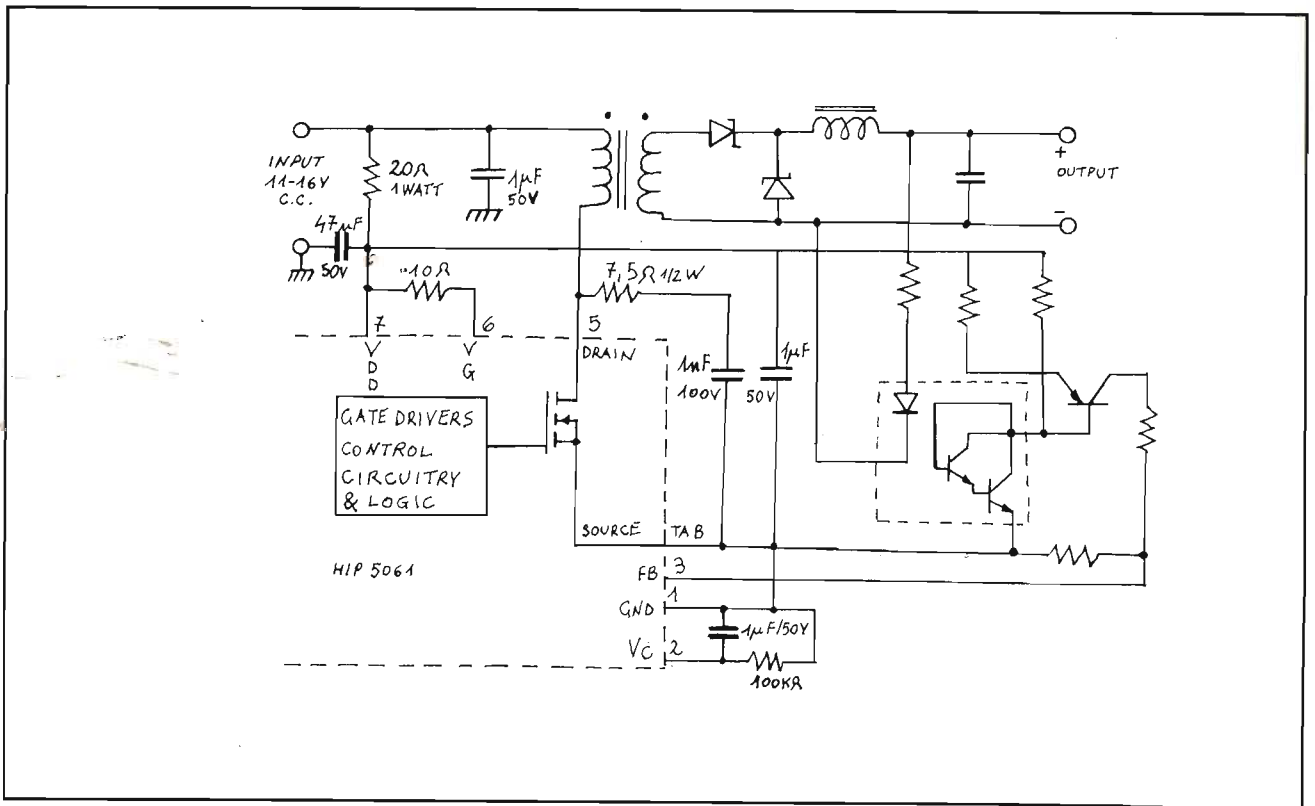 INPUT
11-16V
C.C.
20Ω
1WATT
1µF
50V
+
OUTPUT
-
47µF
50V
10Ω
7,5Ω 1/2W
7
6
5
V
D
D
V
G
DRAIN
1nF
100V
1µF
50V
GATE DRIVERS
CONTROL
CIRCUITRY
& LOGIC
SOURCE
TAB
HIP 5061
FB
3
GND
1
1µF/50V
VC
2
100KΩ